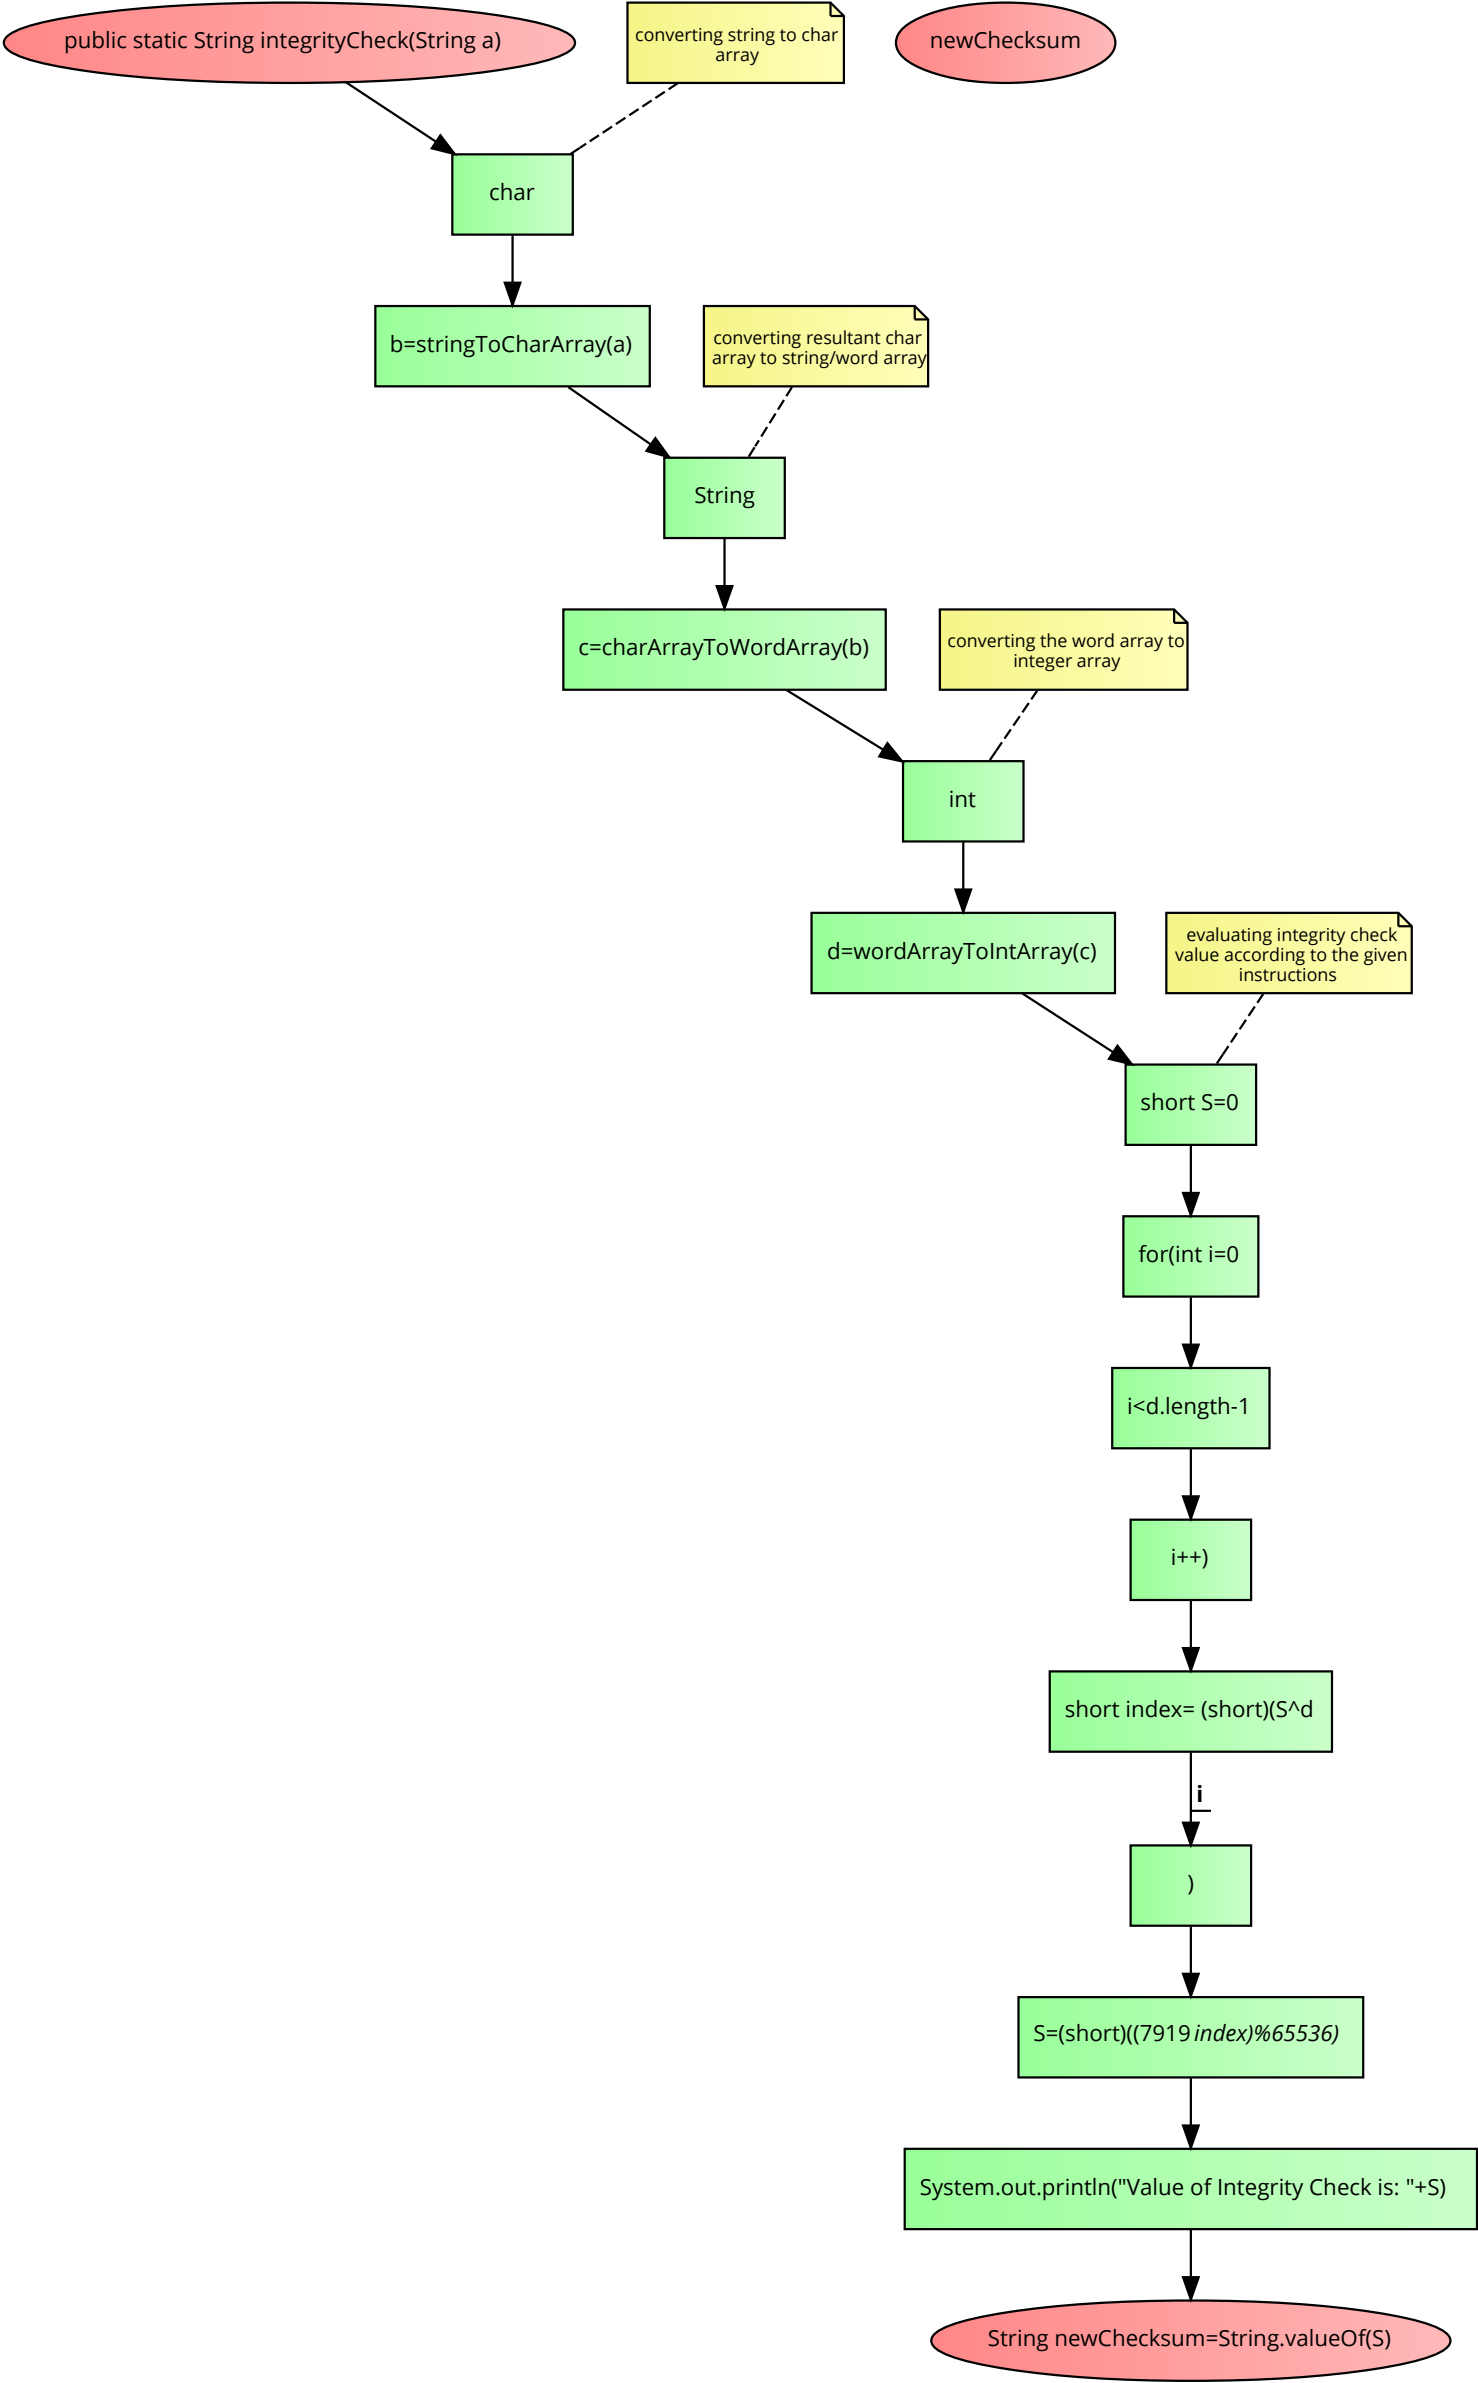 public static String integrityCheck(String a)
converting string to char
array
newChecksum
char
b=stringToCharArray(a)
converting resultant char
array to string/word array
String
c=charArrayToWordArray(b)
converting the word array to
integer array
int
d=wordArrayToIntArray(c)
evaluating integrity check
value according to the given
instructions
short S=0
for(int i=0
i<d.length-1
i++)
short index= (short)(S^d
i
)
S=(short)((7919index)%65536)
System.out.println("Value of Integrity Check is: "+S)
String newChecksum=String.valueOf(S)